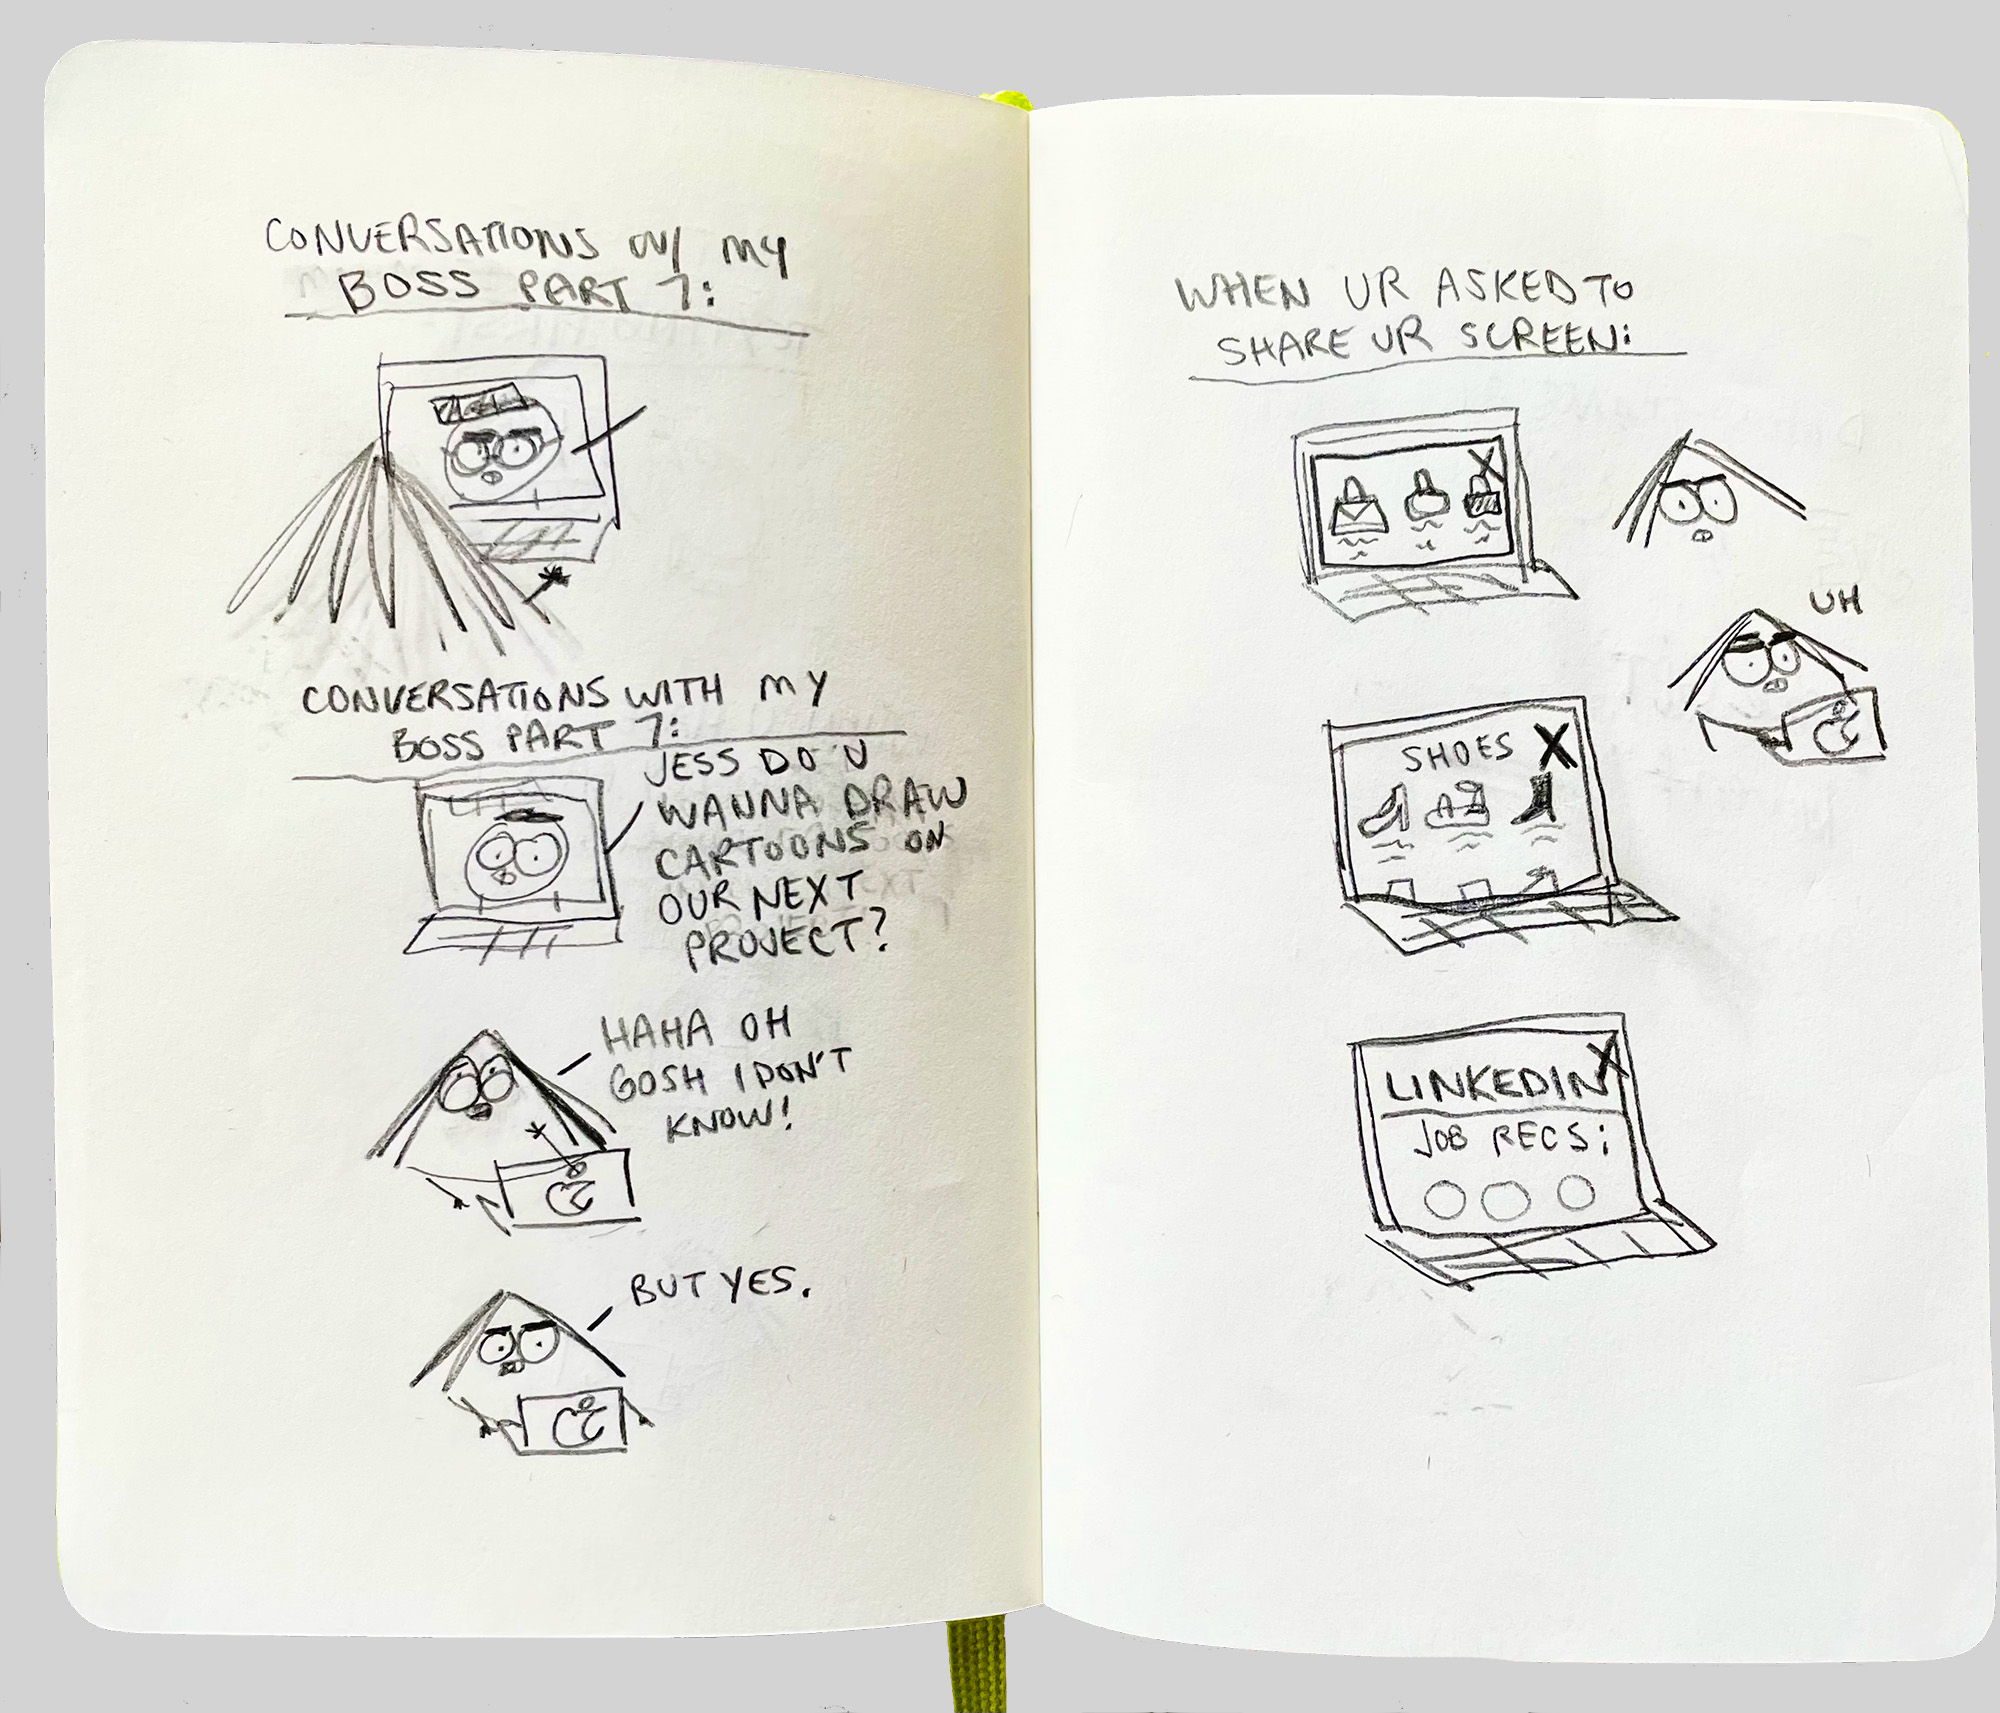 CONVERSATIONS W/ MY
BOSS PART 7:
CONVERSATIONS WITH MY
BOSS PART 7:
JESS DO U
WANNA DRAW
CARTOONS ON
OUR NEXT
PROJECT?
HAHA OH
GOSH I DON'T
KNOW!
BUT YES.
WHEN UR ASKED TO
SHARE UR SCREEN:
UH
SHOES X
LINKEDIN X
JOB RECS: